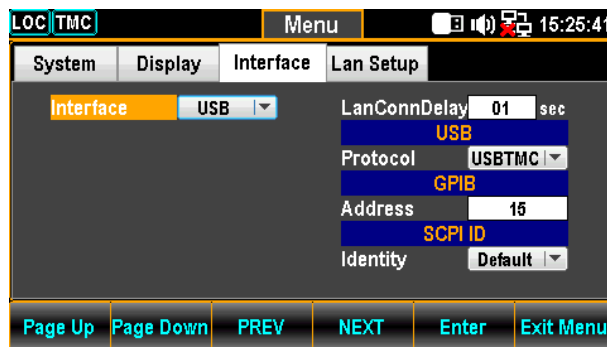 LOC TMC Menu 15:25:41
System Display Interface Lan Setup
Interface USB LanConnDelay 01 sec
USB
Protocol USBTMC
GPIB
Address 15
SCPI ID
Identity Default
Page Up Page Down PREV NEXT Enter Exit Menu